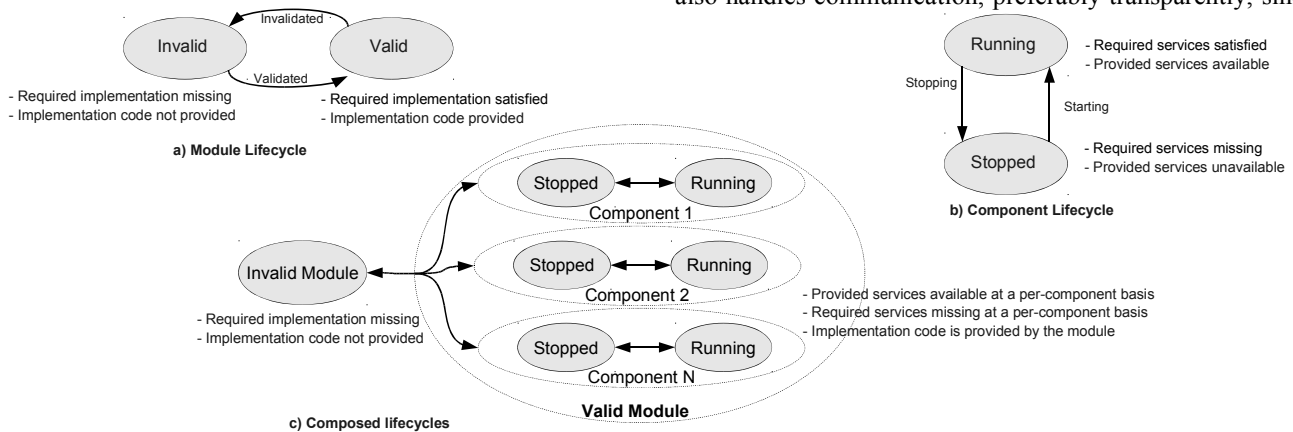 also handles communication, preferably transparently, sin
Invalidated
Invalid
Valid
Validated
- Required implementation missing
- Implementation code not provided
- Required implementation satisfied
- Implementation code provided
a) Module Lifecycle
Running
- Required services satisfied
- Provided services available
Stopping
Starting
Stopped
- Required services missing
- Provided services unavailable
b) Component Lifecycle
Stopped
Running
Component 1
Invalid Module
Stopped
Running
Component 2
- Required implementation missing
- Implementation code not provided
- Provided services available at a per-component basis
- Required services missing at a per-component basis
- Implementation code is provided by the module
Stopped
Running
Component N
Valid Module
c) Composed lifecycles